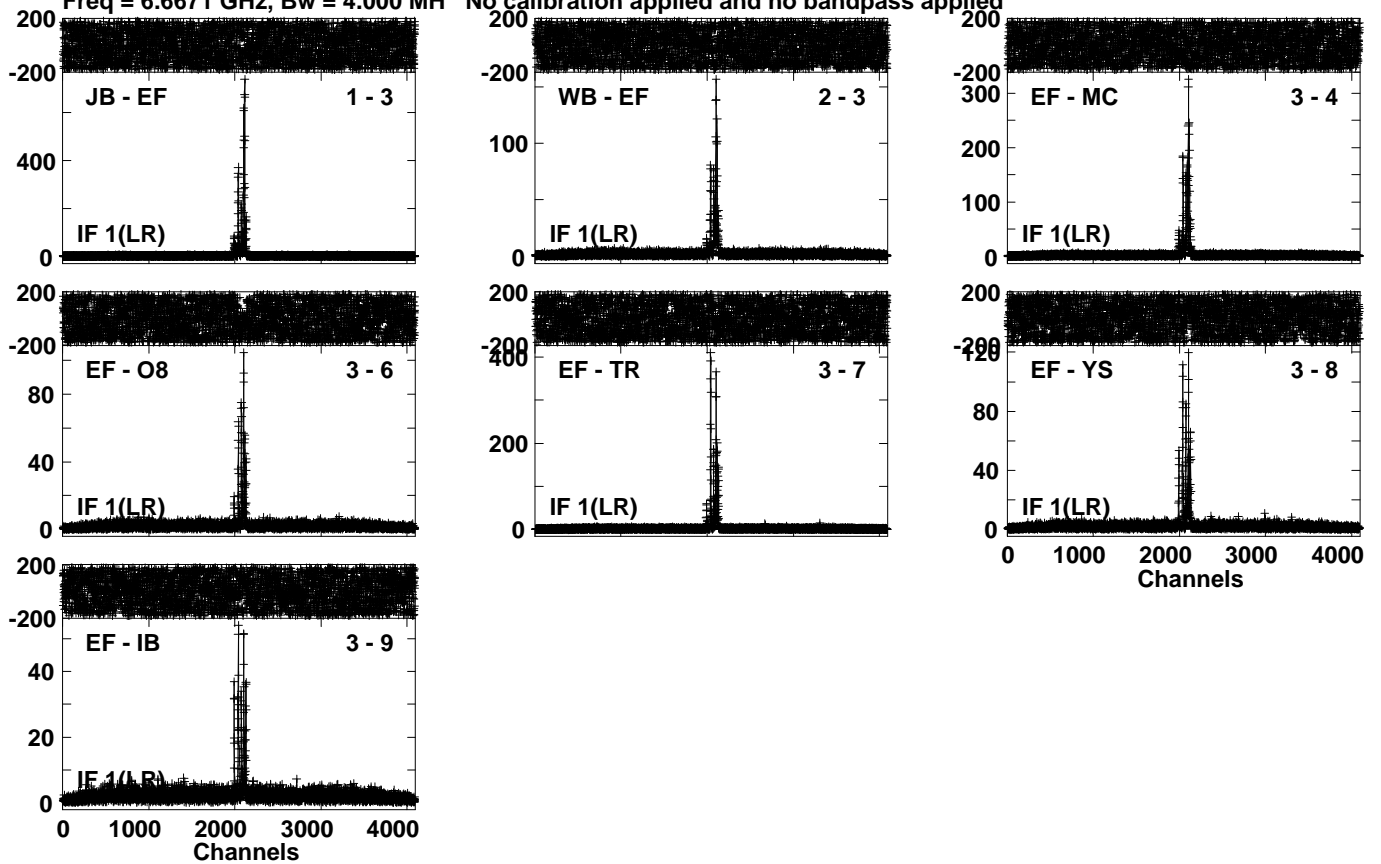 Freq = 6.6671 GHz, Bw = 4.000 MH   No calibration applied and no bandpass applied
200
-200
JB - EF 1 - 3
400
IF 1(LR)
0
200
-200
WB - EF 2 - 3
100
IF 1(LR)
0
200
-200
300
EF - MC 3 - 4
200
100
IF 1(LR)
0
200
-200
EF - O8 3 - 6
80
40
IF 1(LR)
0
200
-200
400
EF - TR 3 - 7
200
IF 1(LR)
0
200
-200
120
EF - YS 3 - 8
80
40
IF 1(LR)
0
0 1000 2000 3000 4000
Channels
200
-200
EF - IB 3 - 9
40
20
IF 1(LR)
0
0 1000 2000 3000 4000
Channels